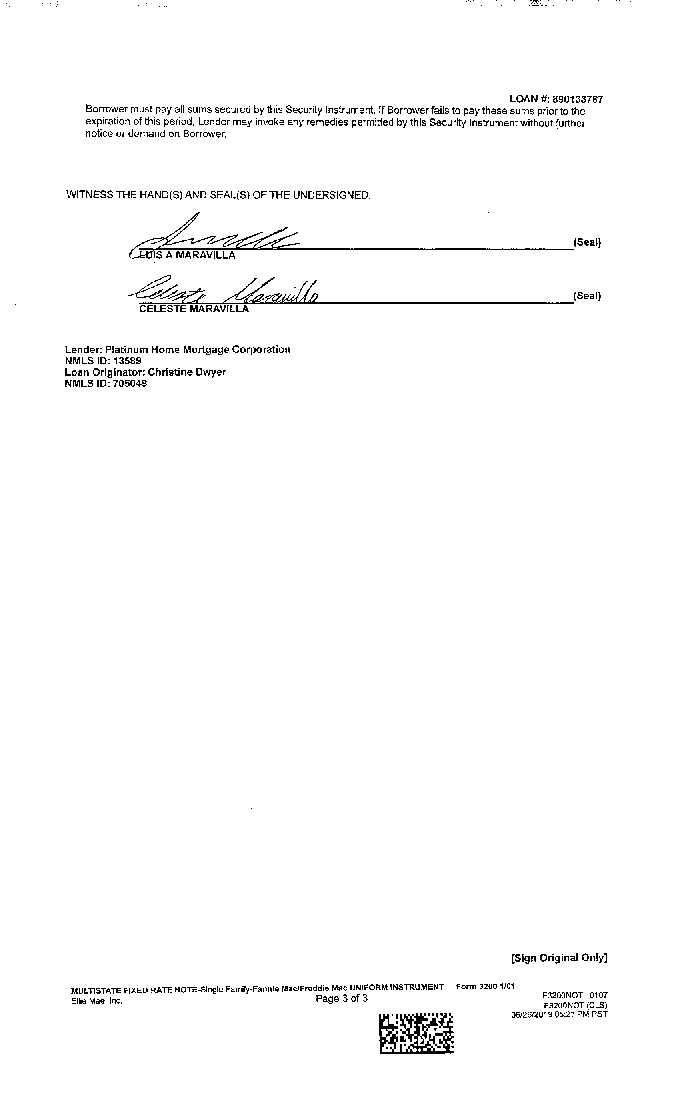 LOAN #: 890133787
Borrower must pay all sums secured by this Security Instrument. If Borrower fails to pay these sums prior to the
expiration of this period, Lender may invoke any remedies permitted by this Security Instrument without further
notice or demand on Borrower.
WITNESS THE HAND(S) AND SEAL(S) OF THE UNDERSIGNED.
(Seal)
LUIS A MARAVILLA
Celeste Maravilla (Seal)
CELESTE MARAVILLA
Lender: Platinum Home Mortgage Corporation
NMLS ID: 13589
Loan Originator: Christine Dwyer
NMLS ID: 705048
[Sign Original Only]
MULTISTATE FIXED RATE NOTE-Single Family-Fannie Mae/Freddie Mac UNIFORM INSTRUMENT Form 3200 1/01
Ellie Mae, Inc. Page 3 of 3 F3200NOT 0107
F3200NOT (CLS)
05:27 PM PST